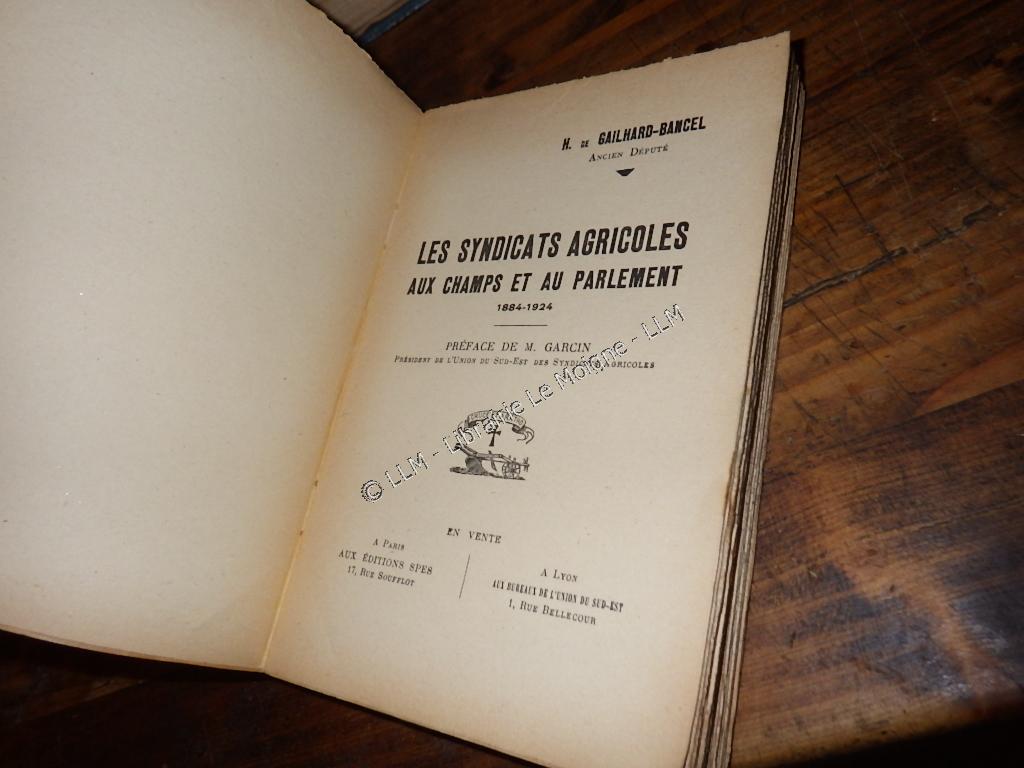 H. DE GAILHARD-BANCEL
ANCIEN DÉPUTÉ
LES SYNDICATS AGRICOLES
AUX CHAMPS ET AU PARLEMENT
1884-1924
PRÉFACE DE M. GARCIN
PRÉSIDENT DE L'UNION DU SUD-EST DES SYNDICATS AGRICOLES
© LLM - Librairie Le Moigne - LLM
EN VENTE
A PARIS
AUX ÉDITIONS SPES
17, RUE SOUFFLOT
A LYON
AUX BUREAUX DE L'UNION DU SUD-EST
1, RUE BELLECOUR